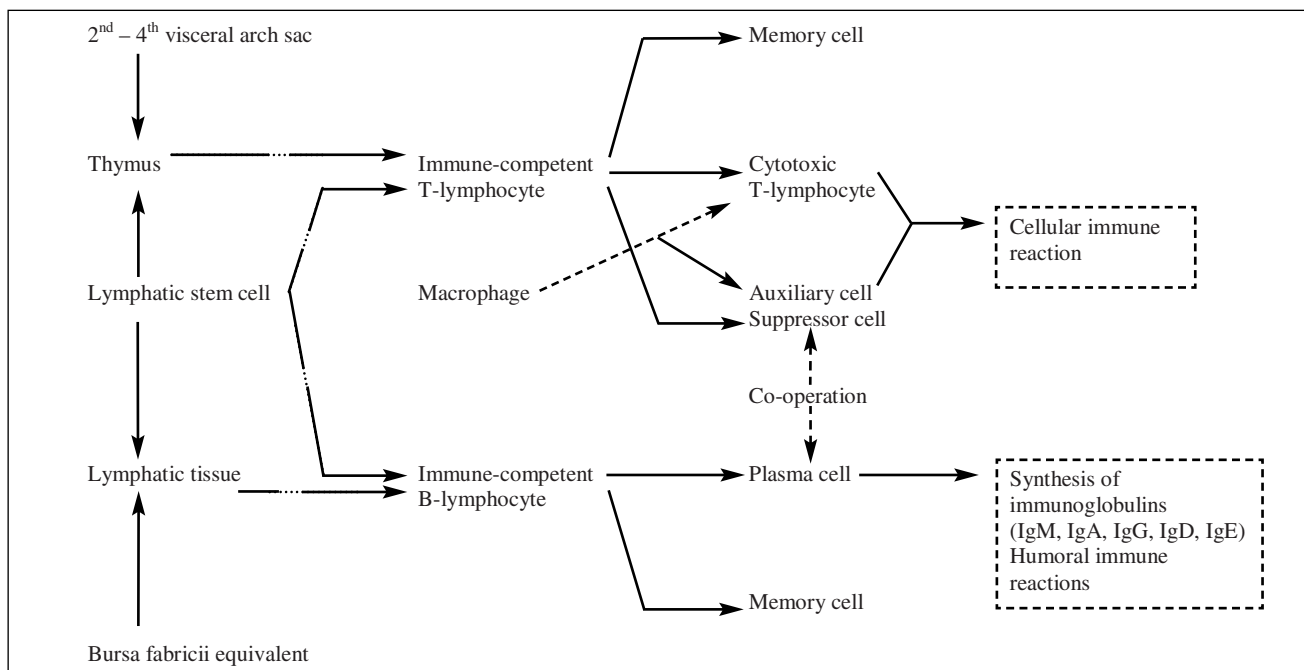 2nd – 4th visceral arch sac
Memory cell
Thymus
Immune-competent
T-lymphocyte
Cytotoxic
T-lymphocyte
Cellular immune
reaction
Lymphatic stem cell
Macrophage
Auxiliary cell
Suppressor cell
Co-operation
Lymphatic tissue
Immune-competent
B-lymphocyte
Plasma cell
Synthesis of
immunoglobulins
(IgM, IgA, IgG, IgD, IgE)
Humoral immune
reactions
Memory cell
Bursa fabricii equivalent